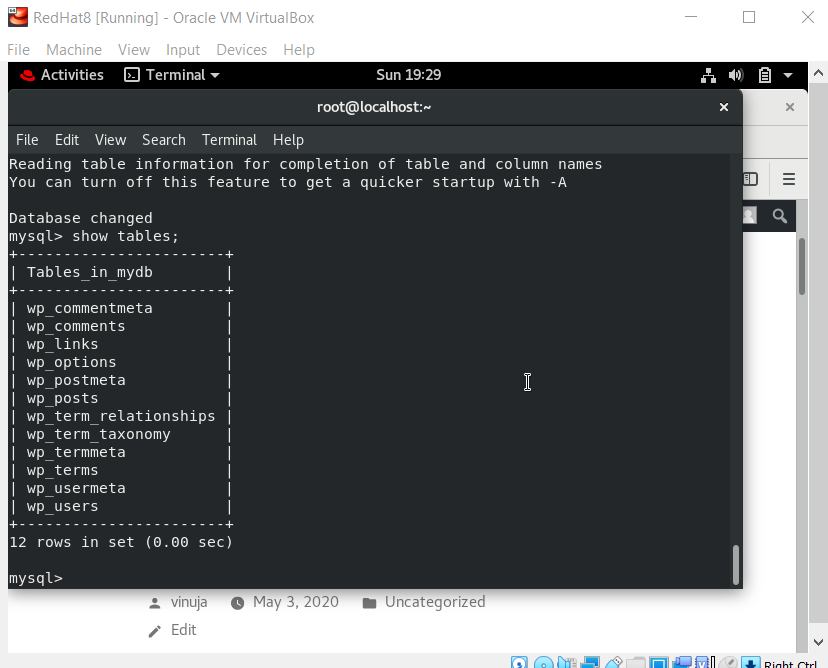 RedHat8 [Running] - Oracle VM VirtualBox
File Machine View Input Devices Help
Activities Terminal Sun 19:29
root@localhost:~
File Edit View Search Terminal Help
Reading table information for completion of table and column names
You can turn off this feature to get a quicker startup with -A
Database changed
mysql> show tables;
+-----------------------+
| Tables_in_mydb        |
+-----------------------+
| wp_commentmeta        |
| wp_comments           |
| wp_links              |
| wp_options            |
| wp_postmeta           |
| wp_posts              |
| wp_term_relationships |
| wp_term_taxonomy      |
| wp_termmeta           |
| wp_terms              |
| wp_usermeta           |
| wp_users              |
+-----------------------+
12 rows in set (0.00 sec)
mysql>
vinuja May 3, 2020 Uncategorized
Edit
Right Ctrl